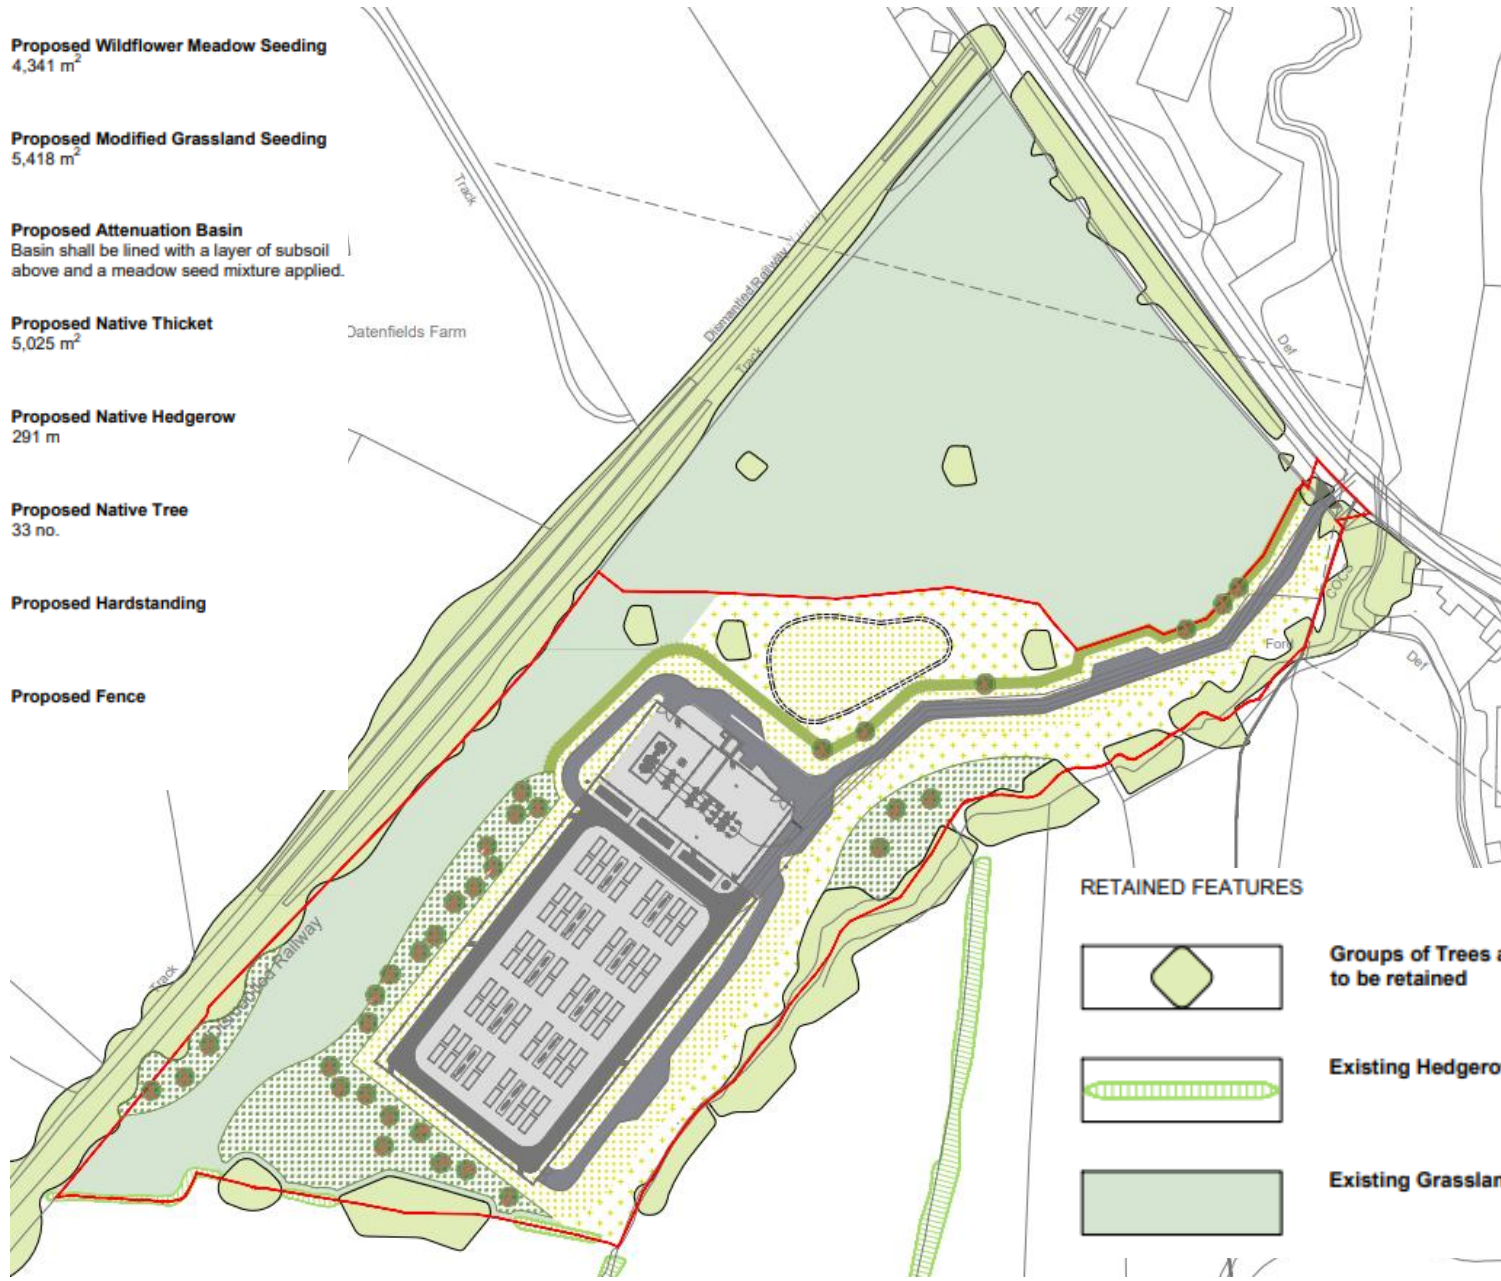 Proposed Wildflower Meadow Seeding
4,341 m²
Proposed Modified Grassland Seeding
5,418 m²
Proposed Attenuation Basin
Basin shall be lined with a layer of subsoil
above and a meadow seed mixture applied.
Proposed Native Thicket
5,025 m²
Proposed Native Hedgerow
291 m
Proposed Native Tree
33 no.
Proposed Hardstanding
Proposed Fence
Track
Datenfields Farm
Dismantled Railway
Track
Tra
Def
Ford
Def
Track
Dismantled Railway
RETAINED FEATURES
Groups of Trees a
to be retained
Existing Hedgero
Existing Grasslan